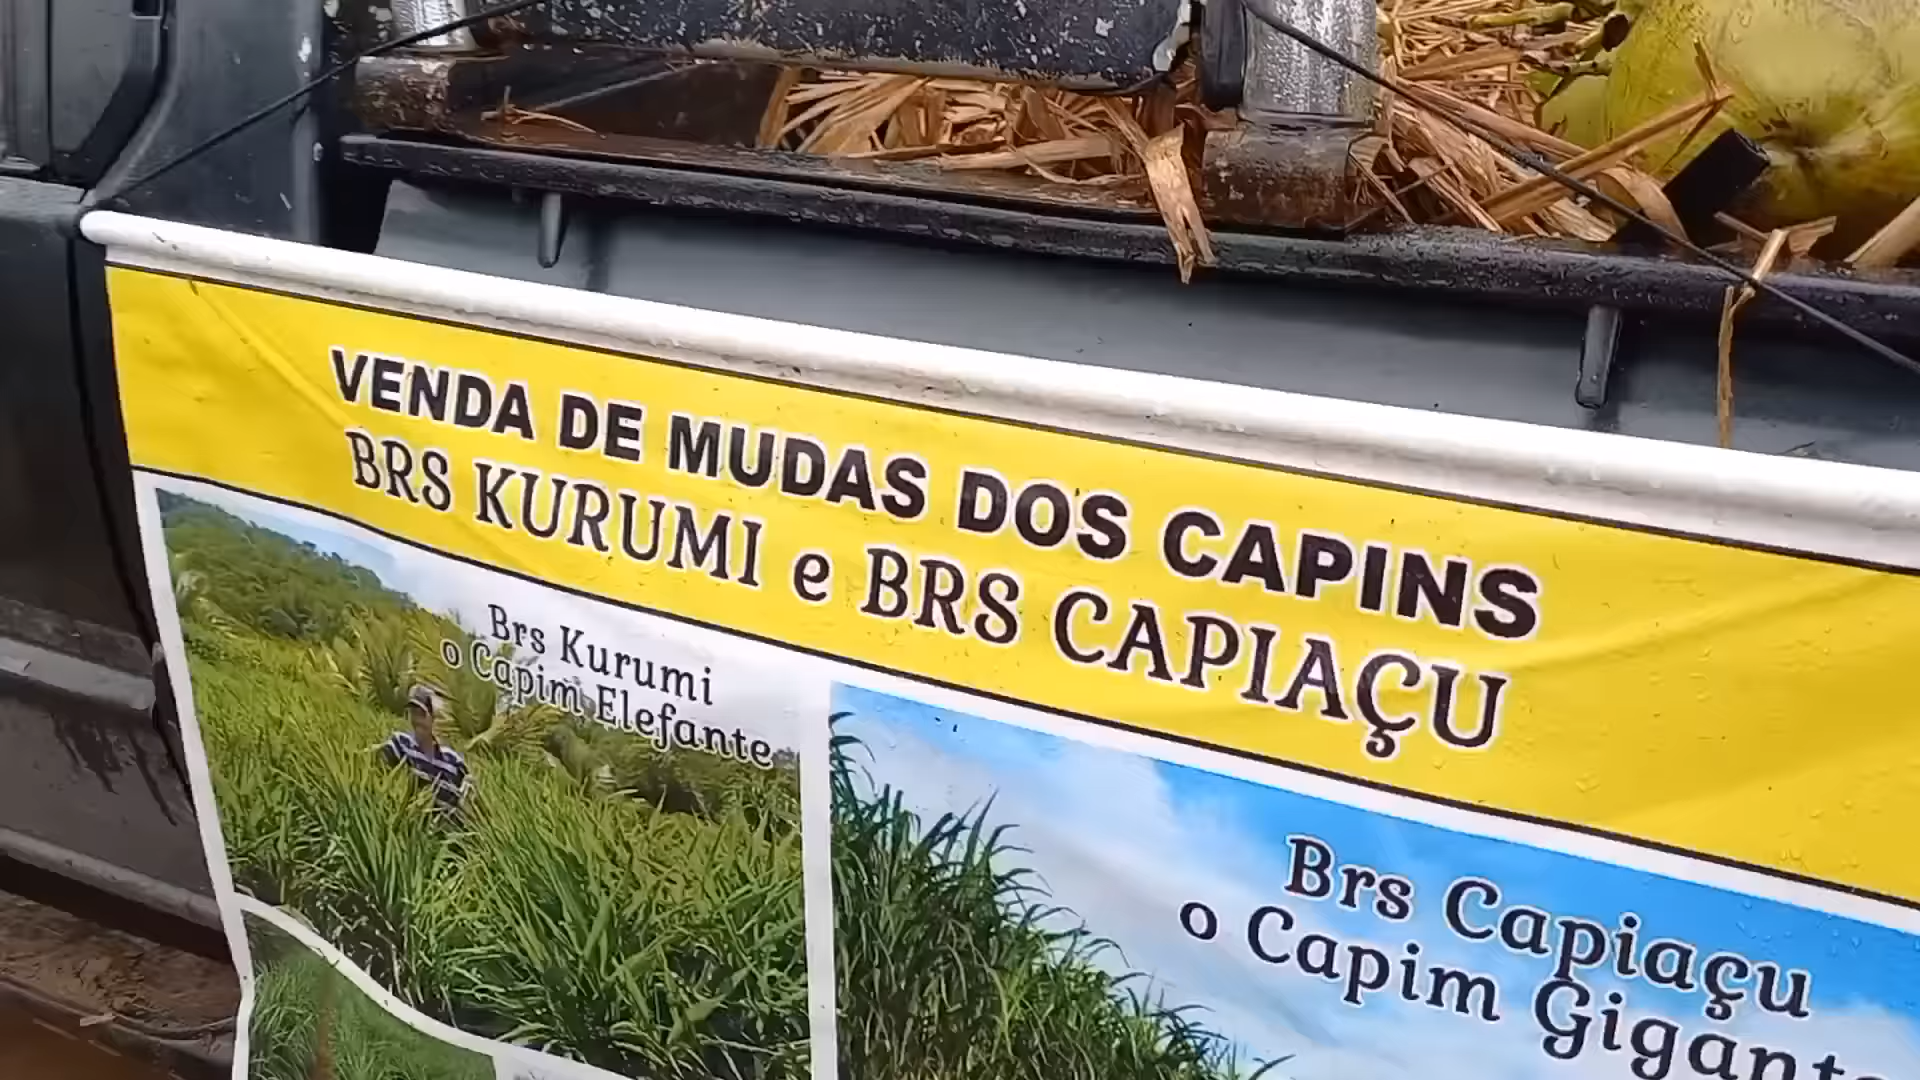 VENDA DE MUDAS DOS CAPINS
BRS KURUMI e BRS CAPIAÇU
Brs Kurumi
o Capim Elefante
Brs Capiaçu
o Capim